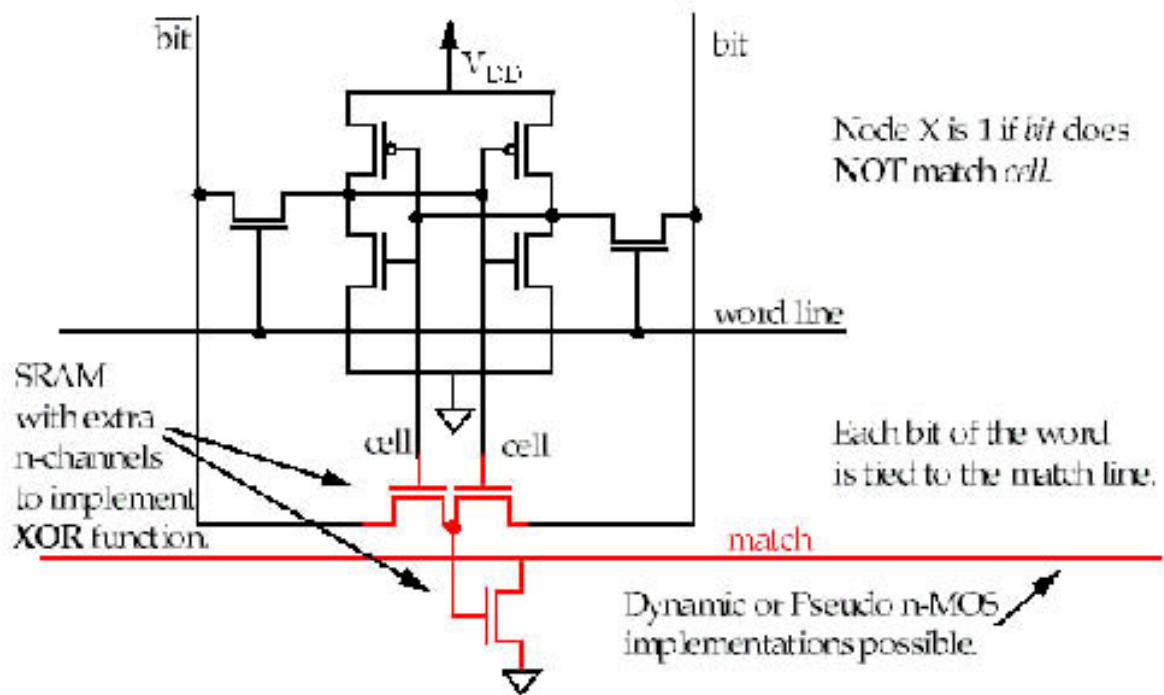 bit
bit
V_DD
Node X is 1 if bit does
NOT match cell.
word line
SRAM
with extra
n-channels
to implement
XOR function.
cell
cell
Each bit of the word
is tied to the match line.
match
Dynamic or Pseudo n-MOS
implementations possible.